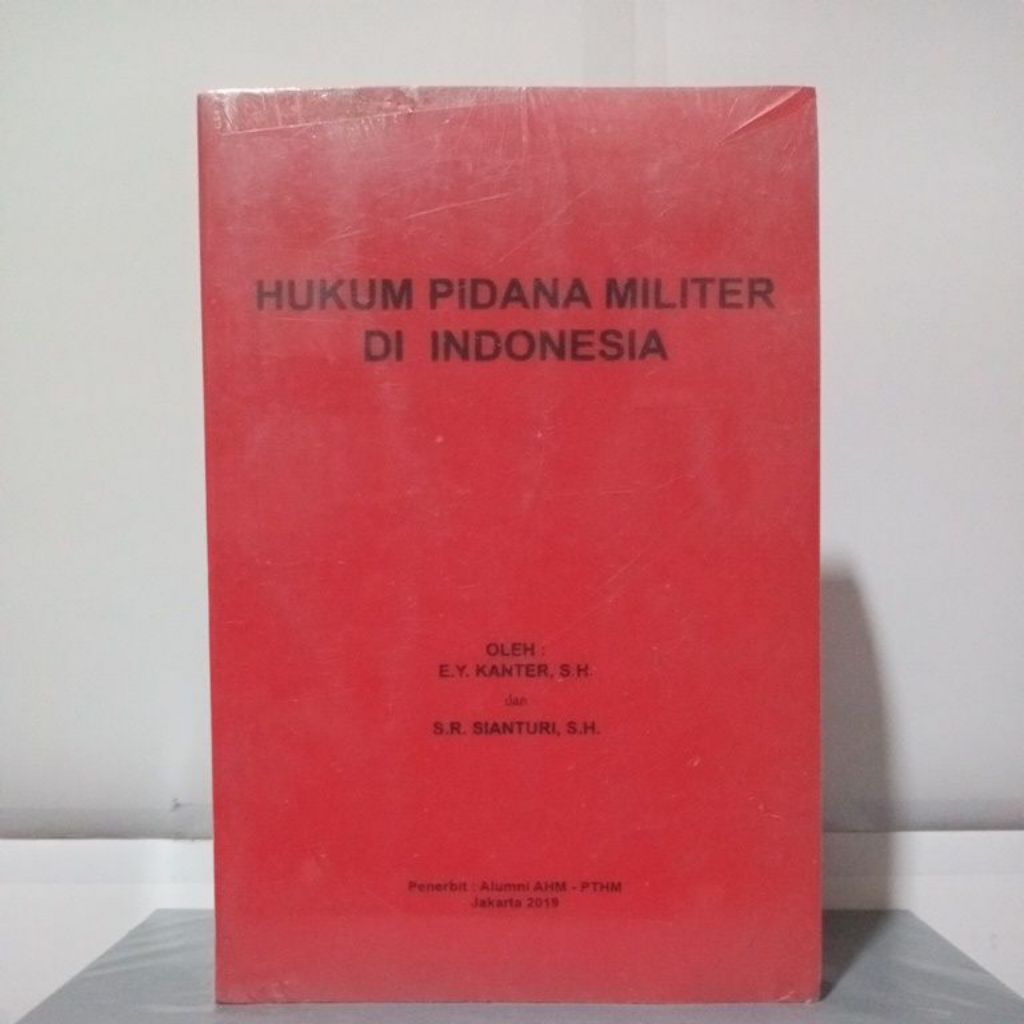 HUKUM PiDANA MILITER
DI INDONESIA
OLEH :
E.Y. KANTER, S.H.
dan
S.R. SIANTURI, S.H.
Penerbit : Alumni AHM - PTHM
Jakarta 2019